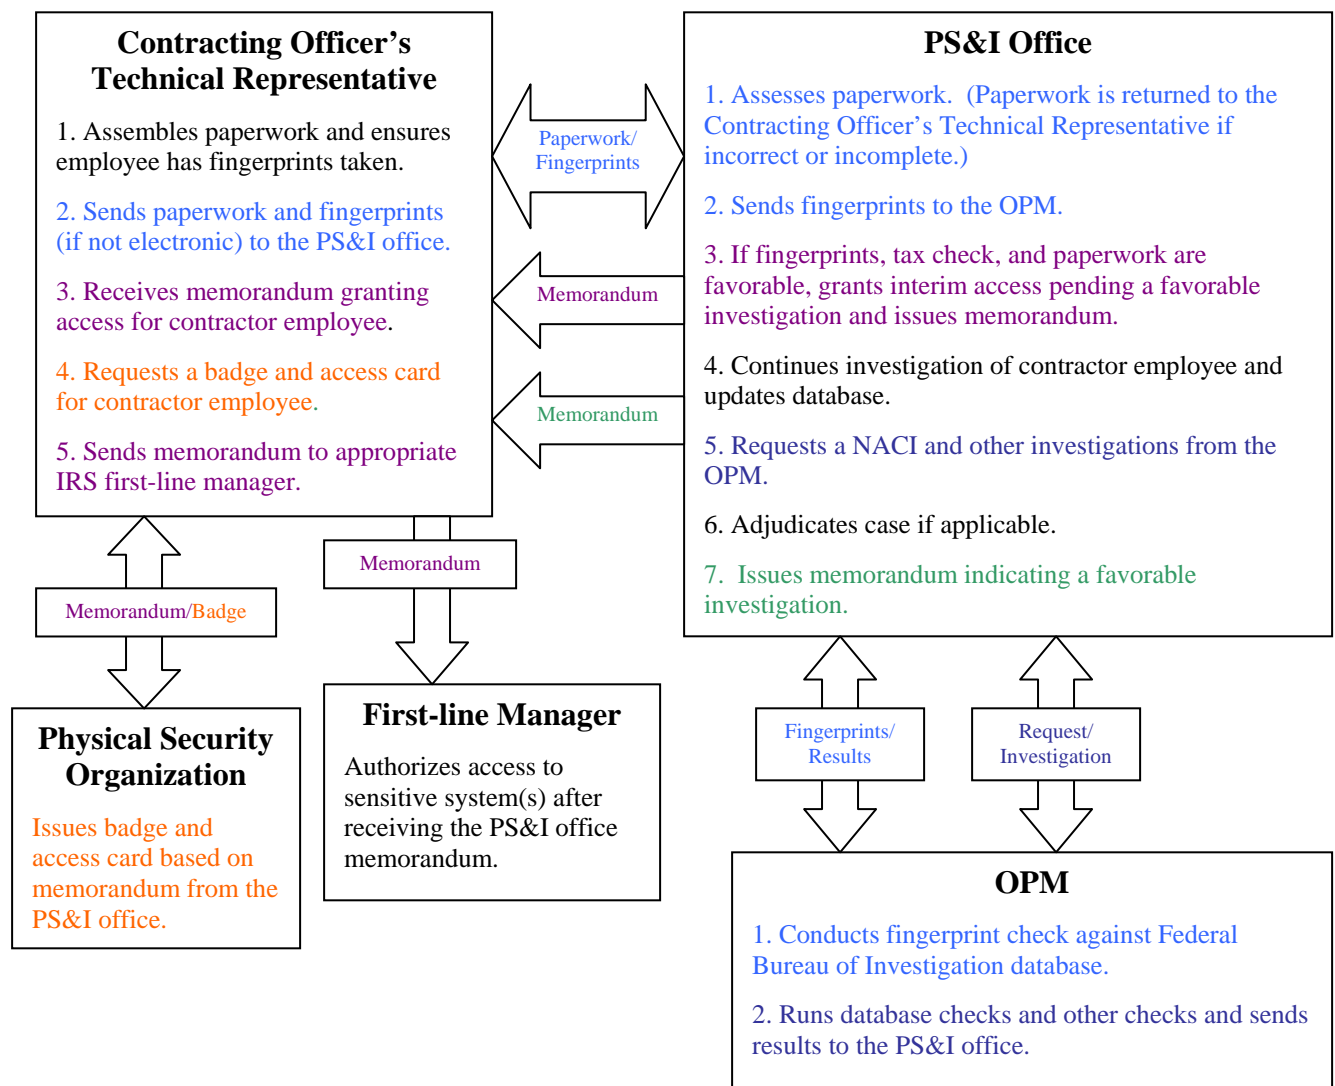 Contracting Officer’s
Technical Representative
1. Assembles paperwork and ensures
employee has fingerprints taken.
2. Sends paperwork and fingerprints
(if not electronic) to the PS&I office.
3. Receives memorandum granting
access for contractor employee.
4. Requests a badge and access card
for contractor employee.
5. Sends memorandum to appropriate
IRS first-line manager.
Paperwork/
Fingerprints
Memorandum
Memorandum
PS&I Office
1. Assesses paperwork.  (Paperwork is returned to the
Contracting Officer’s Technical Representative if
incorrect or incomplete.)
2. Sends fingerprints to the OPM.
3. If fingerprints, tax check, and paperwork are
favorable, grants interim access pending a favorable
investigation and issues memorandum.
4. Continues investigation of contractor employee and
updates database.
5. Requests a NACI and other investigations from the
OPM.
6. Adjudicates case if applicable.
7.  Issues memorandum indicating a favorable
investigation.
Memorandum/Badge
Memorandum
Physical Security
Organization
Issues badge and
access card based on
memorandum from the
PS&I office.
First-line Manager
Authorizes access to
sensitive system(s) after
receiving the PS&I office
memorandum.
Fingerprints/
Results
Request/
Investigation
OPM
1. Conducts fingerprint check against Federal
Bureau of Investigation database.
2. Runs database checks and other checks and sends
results to the PS&I office.